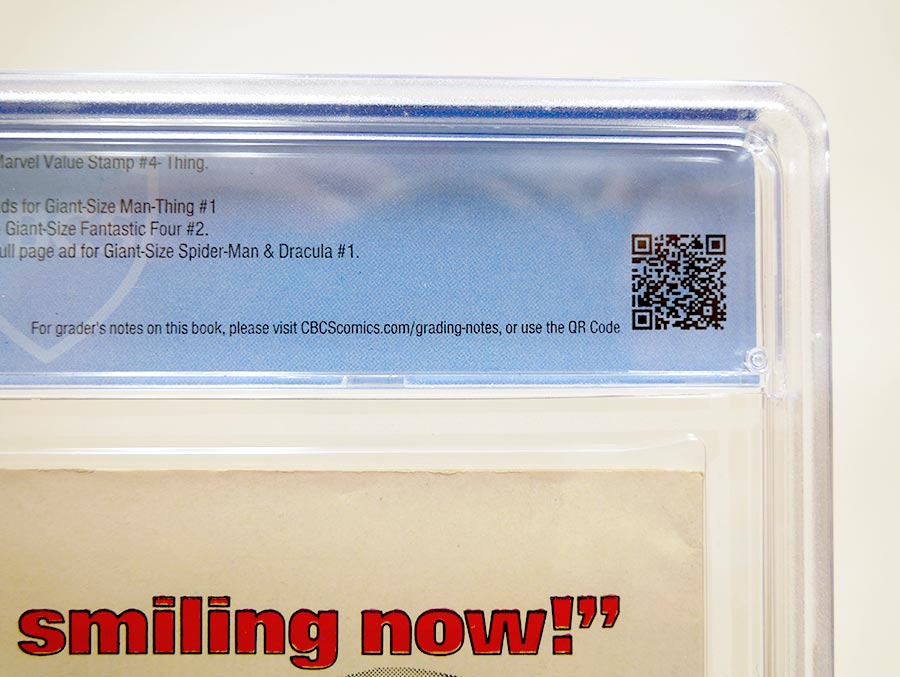 Marvel Value Stamp #4- Thing.
ds for Giant-Size Man-Thing #1
Giant-Size Fantastic Four #2.
ull page ad for Giant-Size Spider-Man & Dracula #1.
For grader's notes on this book, please visit CBCScomics.com/grading-notes, or use the QR Code
smiling now!”